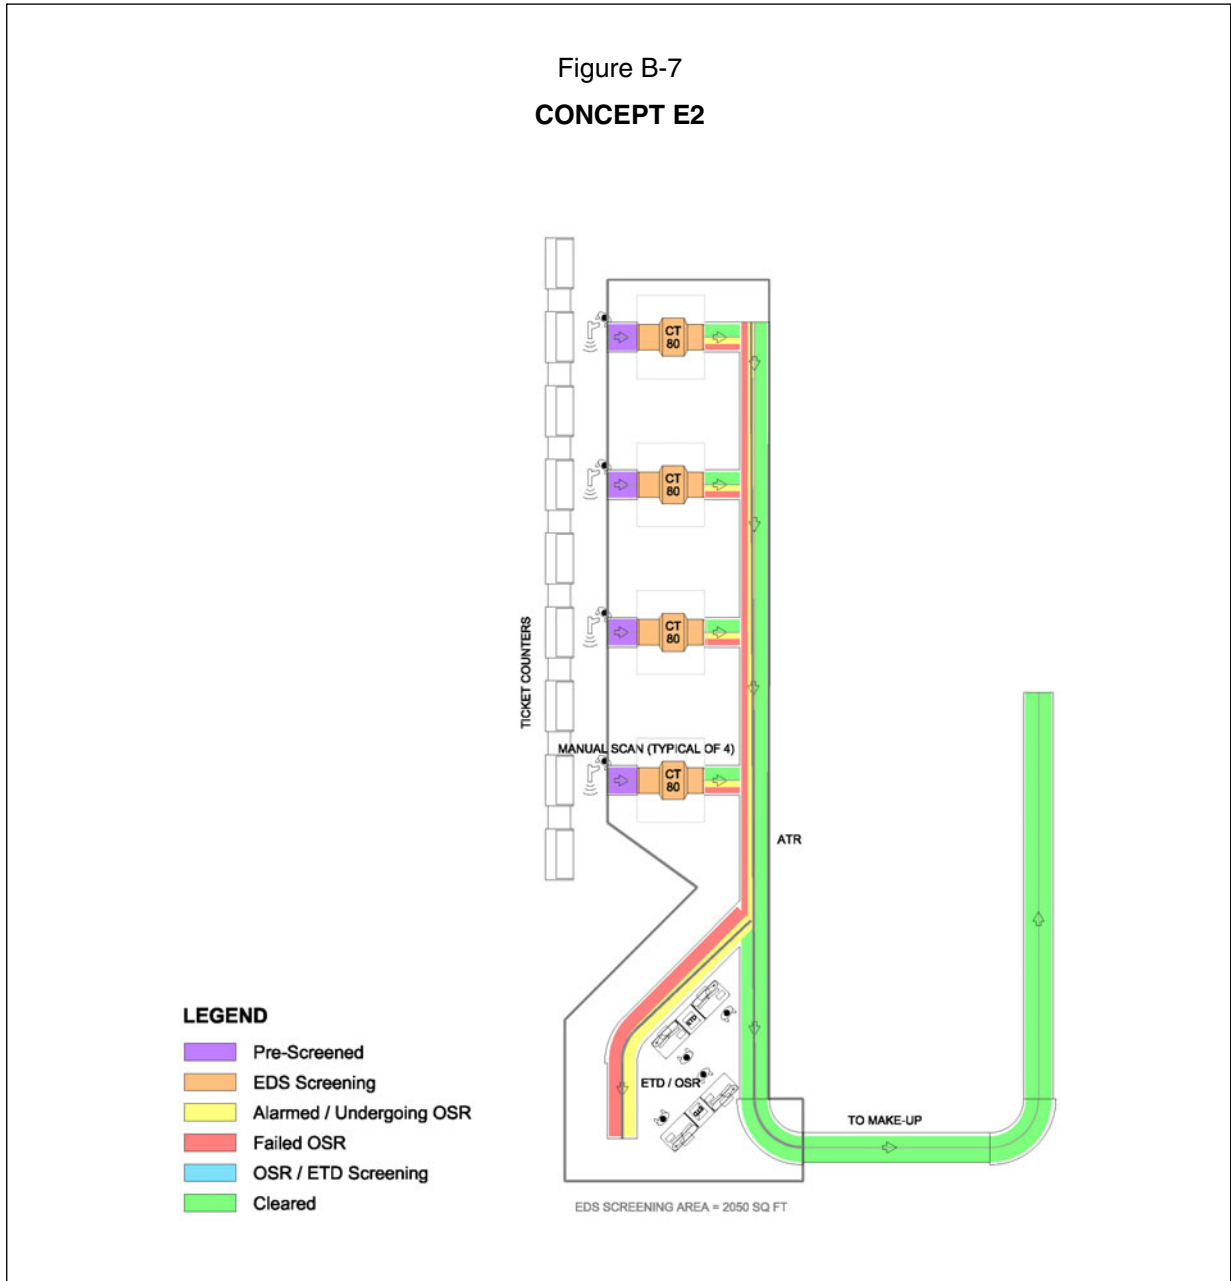 Figure B-7
CONCEPT E2
CT
80
CT
80
CT
80
TICKET COUNTERS
MANUAL SCAN (TYPICAL OF 4)
CT
80
ATR
ETD
ETD / OSR
ETD
TO MAKE-UP
EDS SCREENING AREA = 2050 SQ FT
LEGEND
Pre-Screened
EDS Screening
Alarmed / Undergoing OSR
Failed OSR
OSR / ETD Screening
Cleared